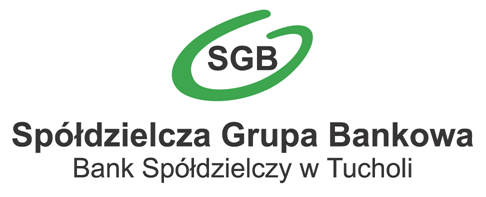 SGB
Spółdzielcza Grupa Bankowa
Bank Spółdzielczy w Tucholi